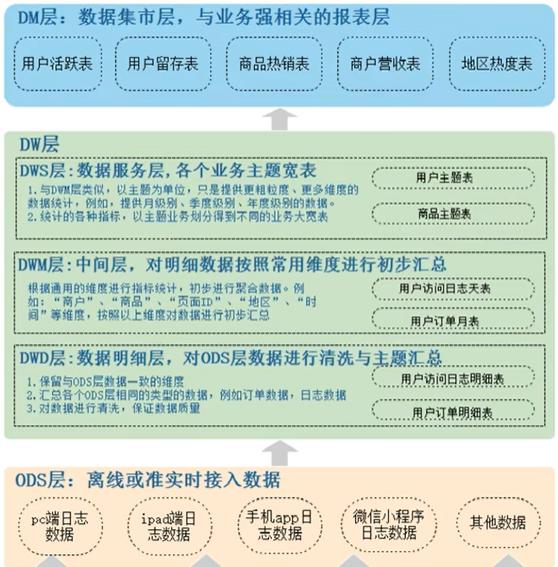 DM层：数据集市层，与业务强相关的报表层
用户活跃表
用户留存表
商品热销表
商户营收表
地区热度表
DW层
DWS层:数据服务层,各个业务主题宽表
1.与DWM层类似，以主题为单位，只是提供更粗粒度、更多维度的
数据统计，例如，提供月级别、季度级别、年度级别的数据。
2.统计的各种指标，以主题业务划分得到不同的业务大宽表
用户主题表
商品主题表
DWM层:中间层，对明细数据按照常用维度进行初步汇总
根据通用的维度进行指标统计，初步进行聚合数据。例
如：“商户”、“商品”、“页面ID”、“地区”、“时
间”等维度，按照以上维度对数据进行初步汇总
用户访问日志天表
用户订单月表
DWD层:数据明细层，对ODS层数据进行清洗与主题汇总
1.保留与ODS层数据一致的维度
2.汇总各个ODS层相同的类型的数据，例如订单数据，日志数据
3.对数据进行清洗，保证数据质量
用户访问日志明细表
用户订单明细表
ODS层：离线或准实时接入数据
pc端日志
数据
ipad端日
志数据
手机app日
志数据
微信小程序
日志数据
其他数据